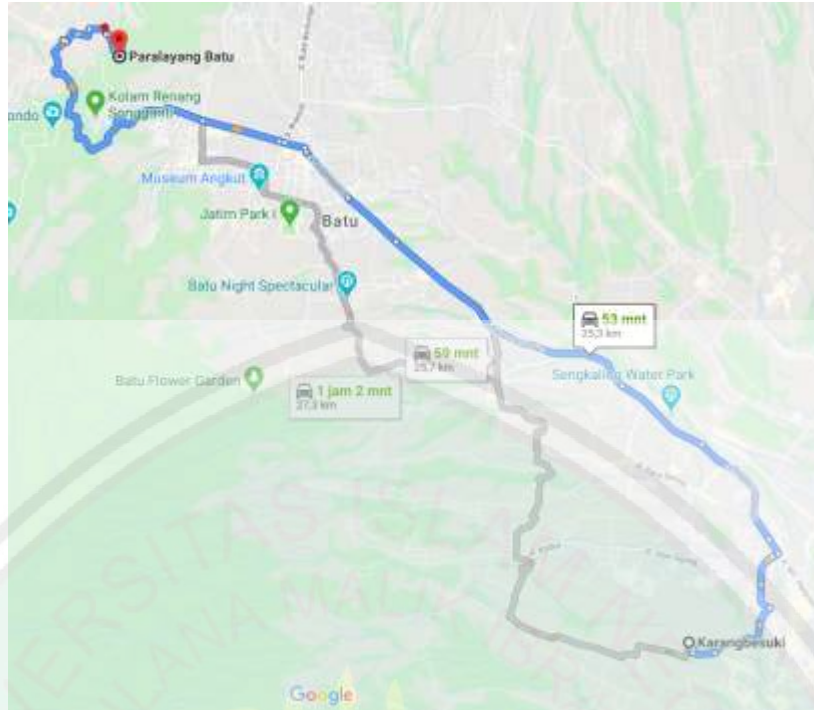 Paralayang Batu
Kolam Renang
Songgoriti
ando
Museum Angkut
Jatim Park I
Batu
Batu Night Spectacular
53 mnt
25,3 km
59 mnt
25,7 km
Sengkaling Water Park
Batu Flower Garden
1 jam 2 mnt
27,3 km
Karangbesuki
Google